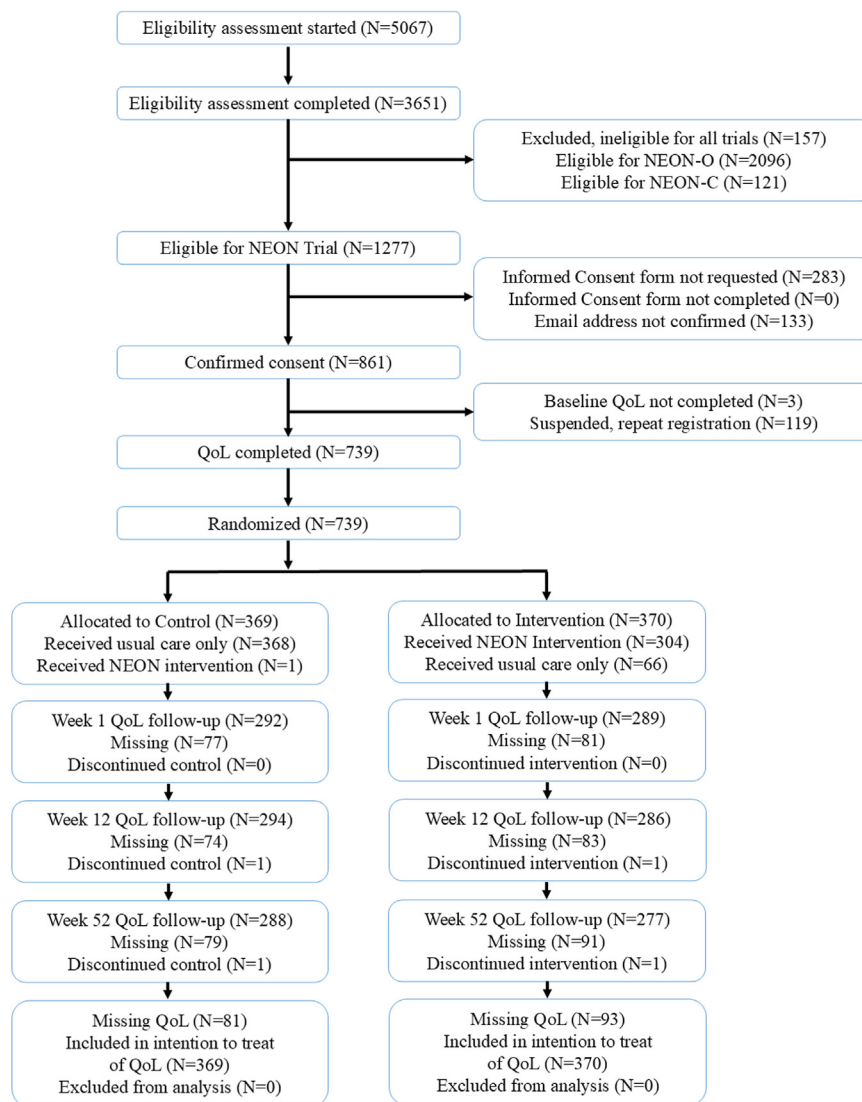 Eligibility assessment started (N=5067)
Eligibility assessment completed (N=3651)
Excluded, ineligible for all trials (N=157)
Eligible for NEON-O (N=2096)
Eligible for NEON-C (N=121)
Eligible for NEON Trial (N=1277)
Informed Consent form not requested (N=283)
Informed Consent form not completed (N=0)
Email address not confirmed (N=133)
Confirmed consent (N=861)
Baseline QoL not completed (N=3)
Suspended, repeat registration (N=119)
QoL completed (N=739)
Randomized (N=739)
Allocated to Control (N=369)
Received usual care only (N=368)
Received NEON intervention (N=1)
Allocated to Intervention (N=370)
Received NEON Intervention (N=304)
Received usual care only (N=66)
Week 1 QoL follow-up (N=292)
Missing (N=77)
Discontinued control (N=0)
Week 1 QoL follow-up (N=289)
Missing (N=81)
Discontinued intervention (N=0)
Week 12 QoL follow-up (N=294)
Missing (N=74)
Discontinued control (N=1)
Week 12 QoL follow-up (N=286)
Missing (N=83)
Discontinued intervention (N=1)
Week 52 QoL follow-up (N=288)
Missing (N=79)
Discontinued control (N=1)
Week 52 QoL follow-up (N=277)
Missing (N=91)
Discontinued intervention (N=1)
Missing QoL (N=81)
Included in intention to treat
of QoL (N=369)
Excluded from analysis (N=0)
Missing QoL (N=93)
Included in intention to treat
of QoL (N=370)
Excluded from analysis (N=0)